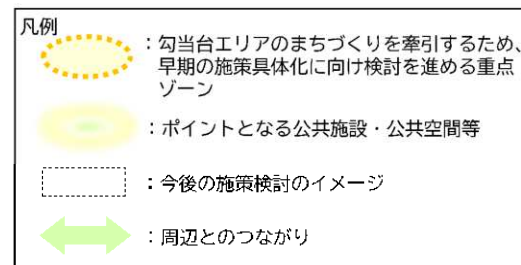 凡例
：勾当台エリアのまちづくりを牽引するため、
早期の施策具体化に向け検討を進める重点
ゾーン
：ポイントとなる公共施設・公共空間等
：今後の施策検討のイメージ
：周辺とのつながり